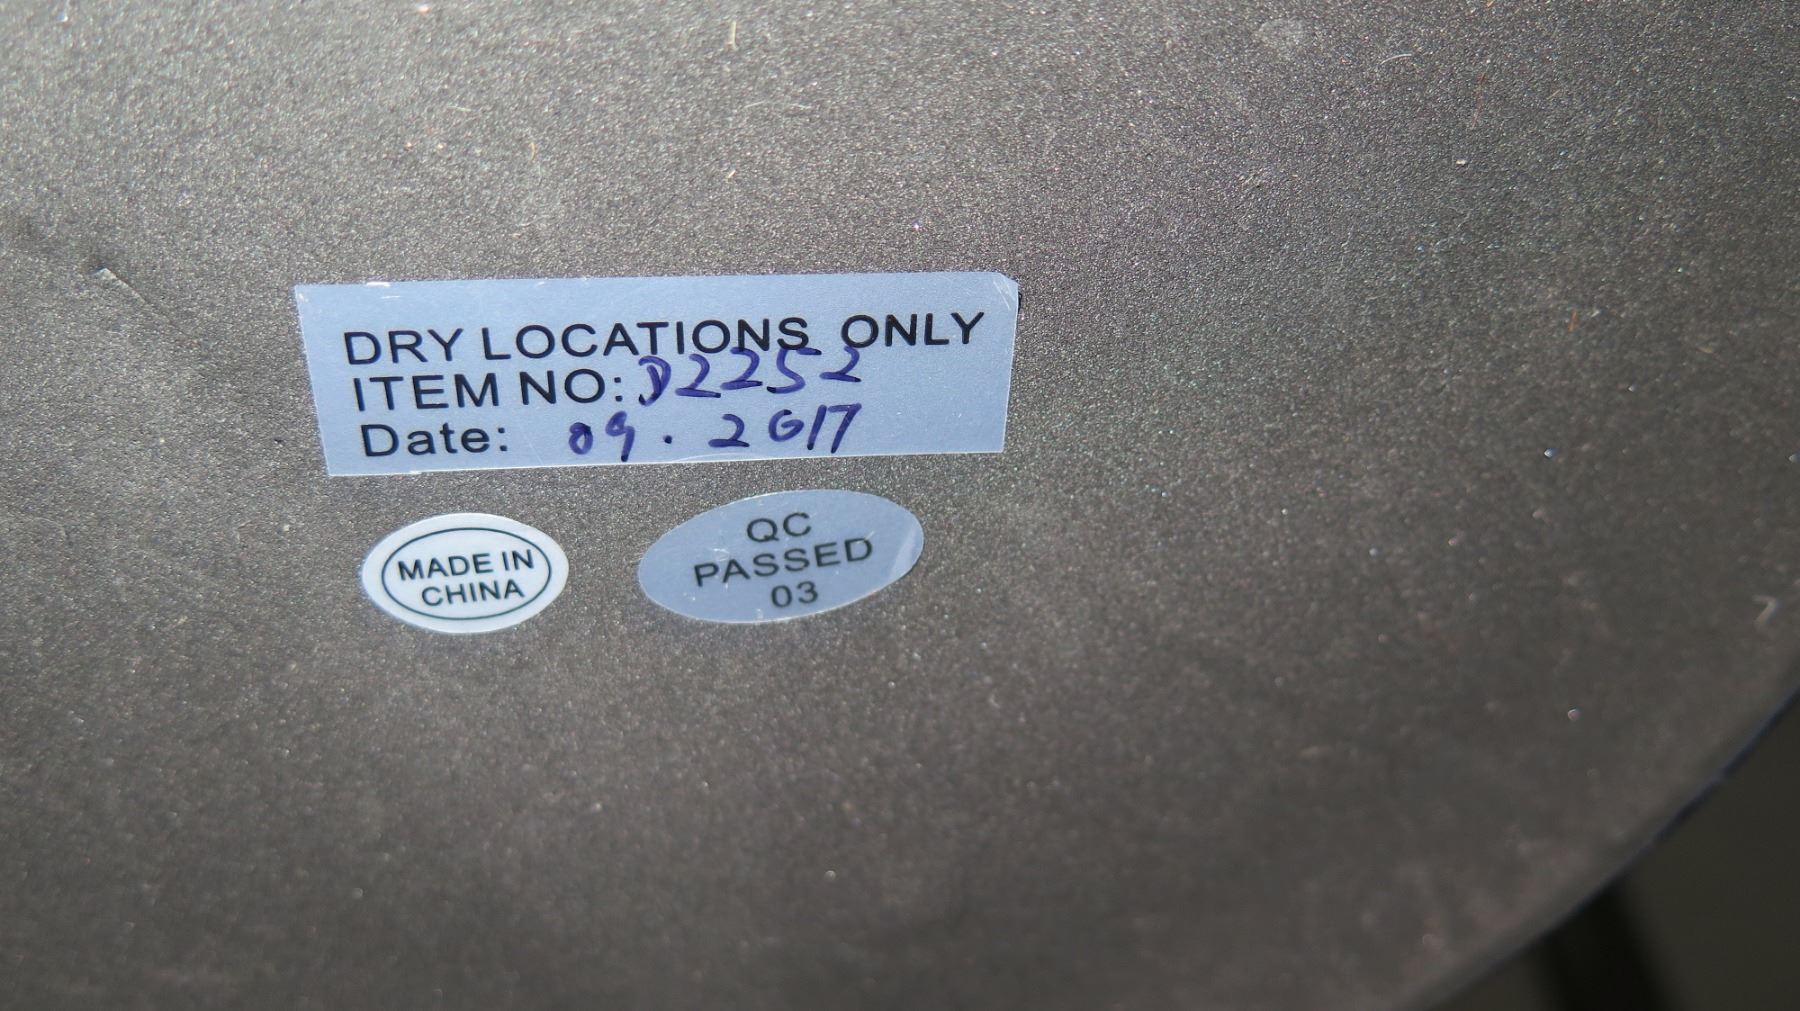 DRY LOCATIONS ONLY
ITEM NO: D2252
Date: 09. 2017
MADE IN
CHINA
QC
PASSED
03